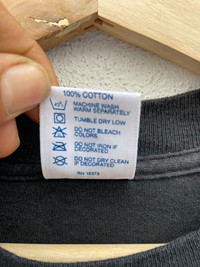 100% COTTON
MACHINE WASH
WARM SEPARATELY
TUMBLE DRY LOW
DO NOT BLEACH
COLORS
DO NOT IRON IF
DECORATED
DO NOT DRY CLEAN
IF DECORATED